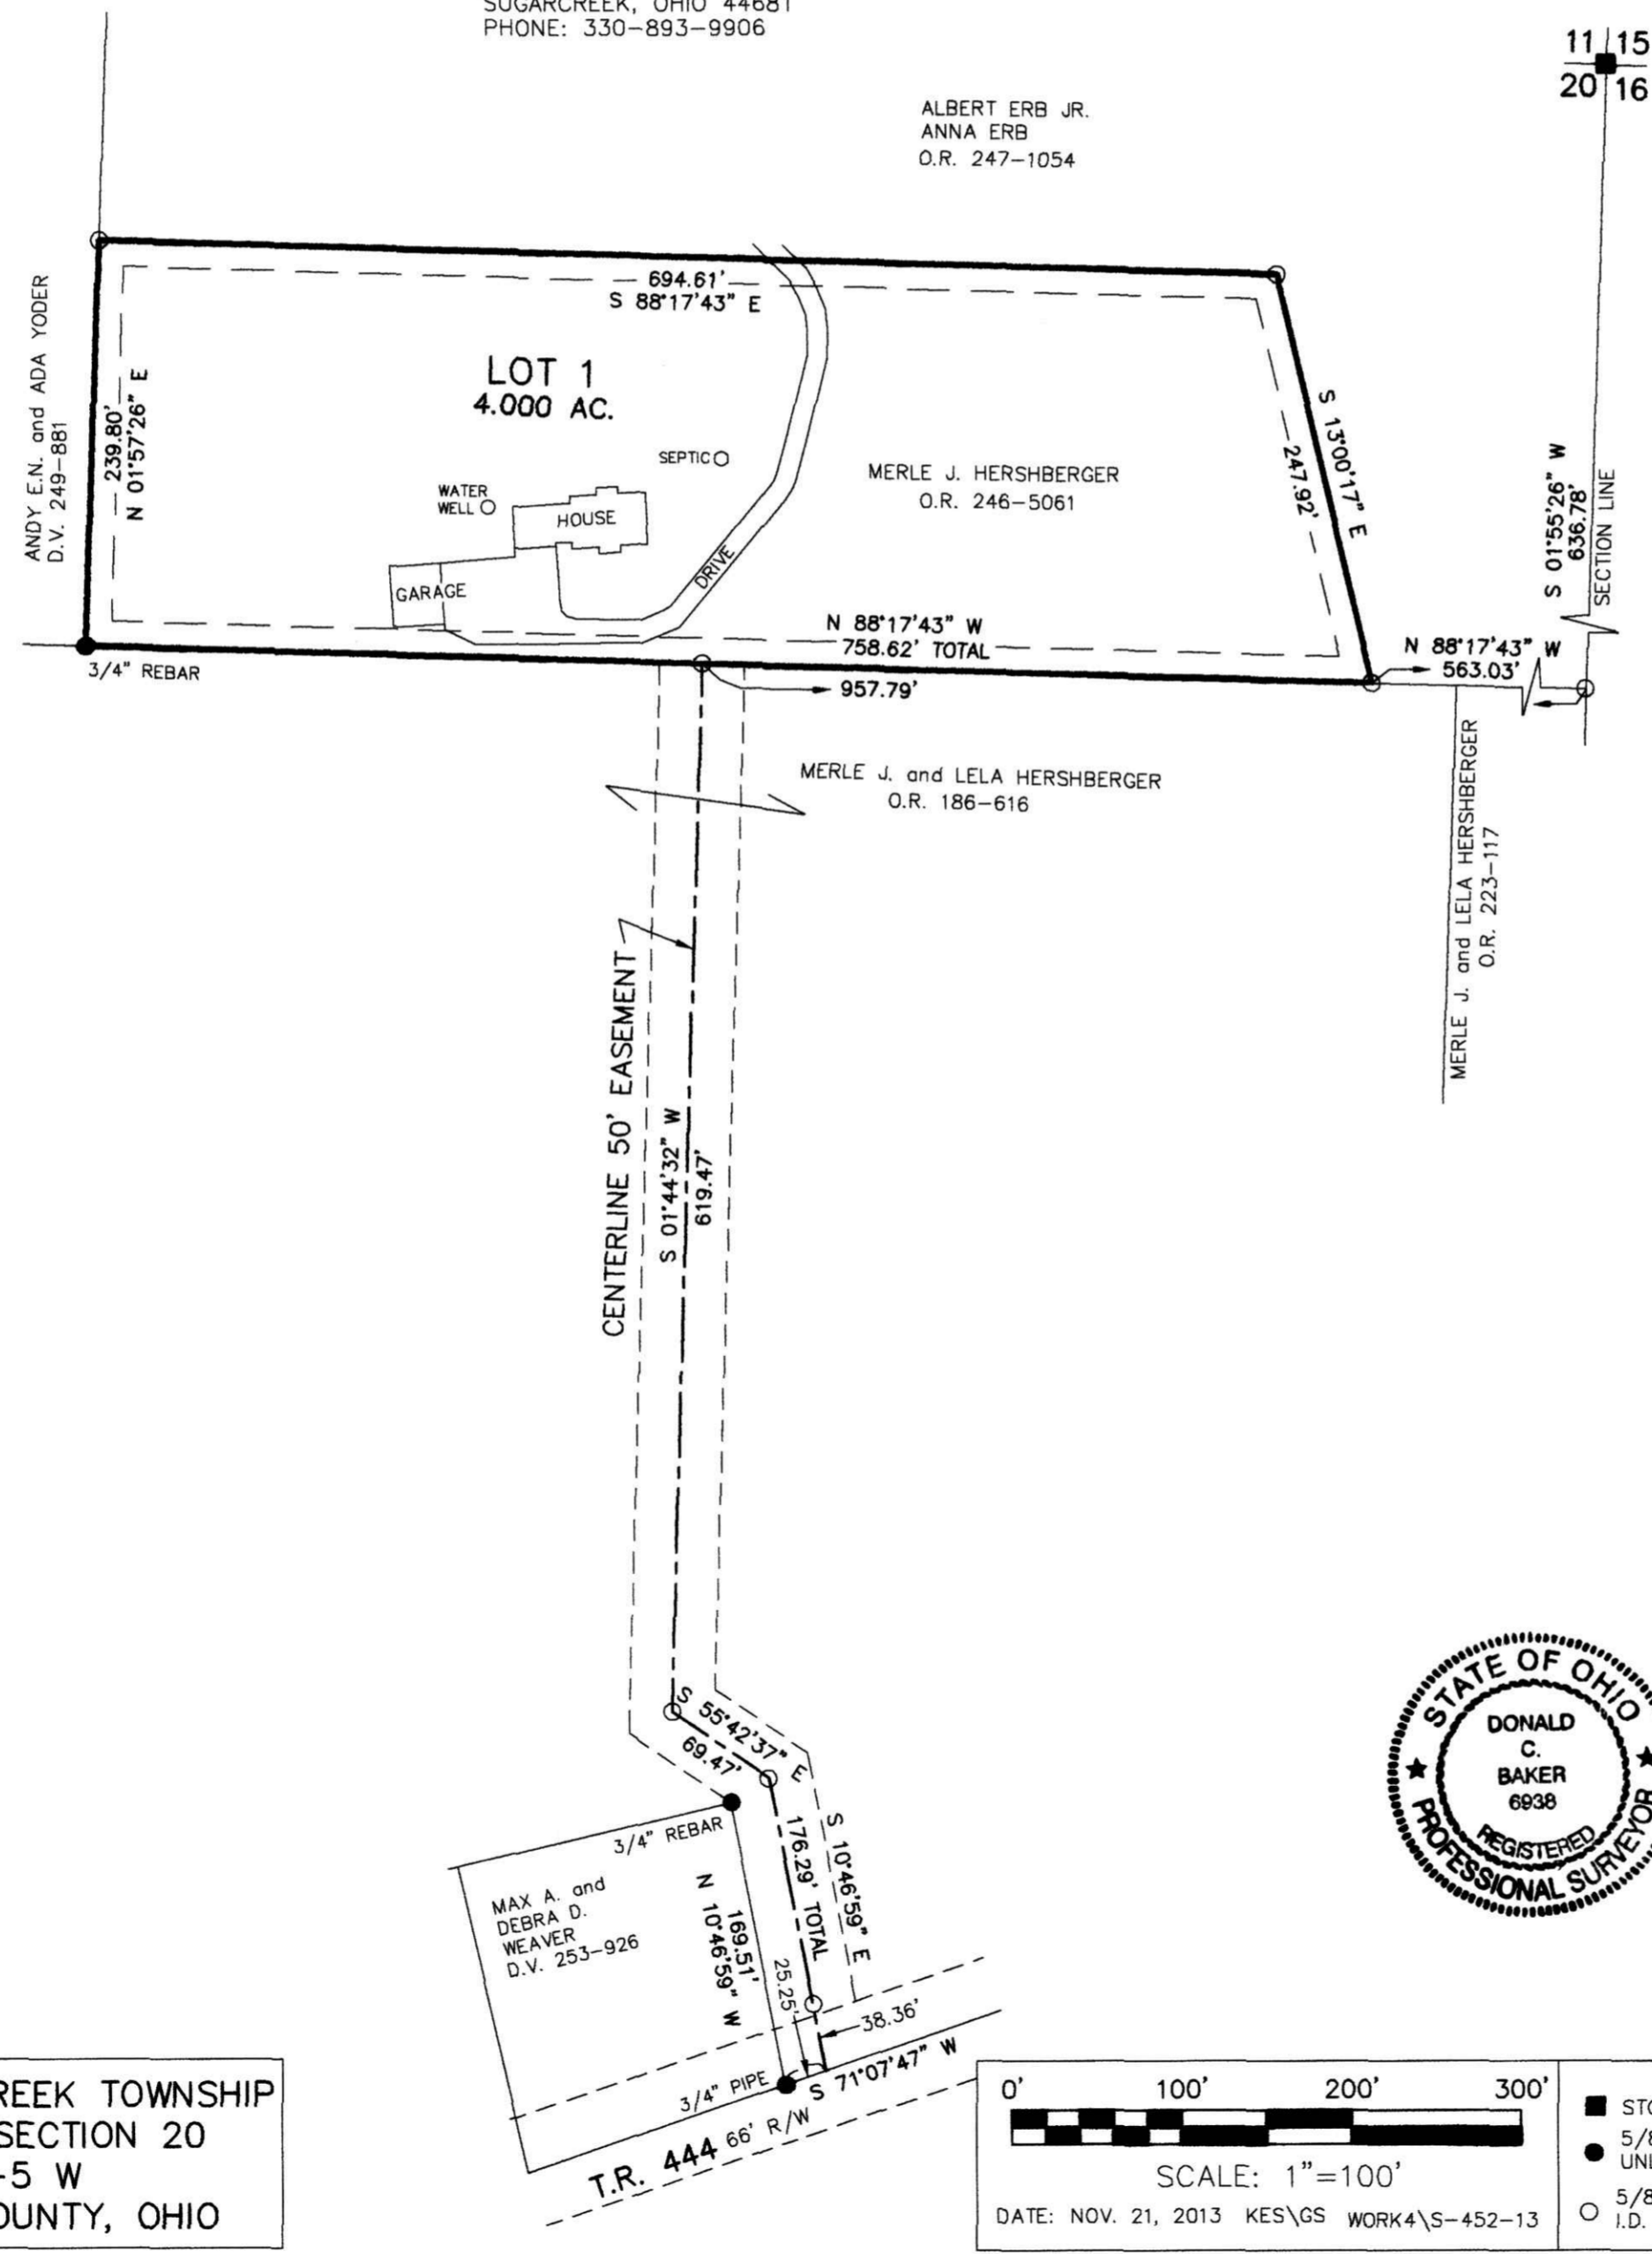 SUGARCREEK, OHIO 44681
PHONE: 330-893-9906
11 15
20 16
ALBERT ERB JR.
ANNA ERB
O.R. 247-1054
694.61'
S 88°17'43" E
ANDY E.N. and ADA YODER
D.V. 249-881
239.80'
N 01°57'26" E
LOT 1
4.000 AC.
SEPTIC
WATER
WELL
HOUSE
GARAGE
DRIVE
MERLE J. HERSHBERGER
O.R. 246-5061
S 13°00'17" E
247.92'
S 01°55'26" W
636.78'
SECTION LINE
N 88°17'43" W
758.62' TOTAL
N 88°17'43" W
563.03'
3/4" REBAR
957.79'
MERLE J. and LELA HERSHBERGER
O.R. 186-616
MERLE J. and LELA HERSHBERGER
O.R. 223-117
CENTERLINE 50' EASEMENT
S 01°44'32" W
619.47'
S 55°42'37" E
69.47'
3/4" REBAR
S 10°46'59" E
176.29' TOTAL
MAX A. and
DEBRA D.
WEAVER
D.V. 253-926
169.51'
N 10°46'59" W
25.25'
38.36'
3/4" PIPE
S 71°07'47" W
T.R. 444 66' R/W
STATE OF OHIO
DONALD
C.
BAKER
6938
REGISTERED
PROFESSIONAL SURVEYOR
REEK TOWNSHIP
SECTION 20
-5 W
OUNTY, OHIO
0' 100' 200' 300'
SCALE: 1"=100'
DATE: NOV. 21, 2013 KES\GS WORK4\S-452-13
STO
5/8
UNL
5/8
I.D.